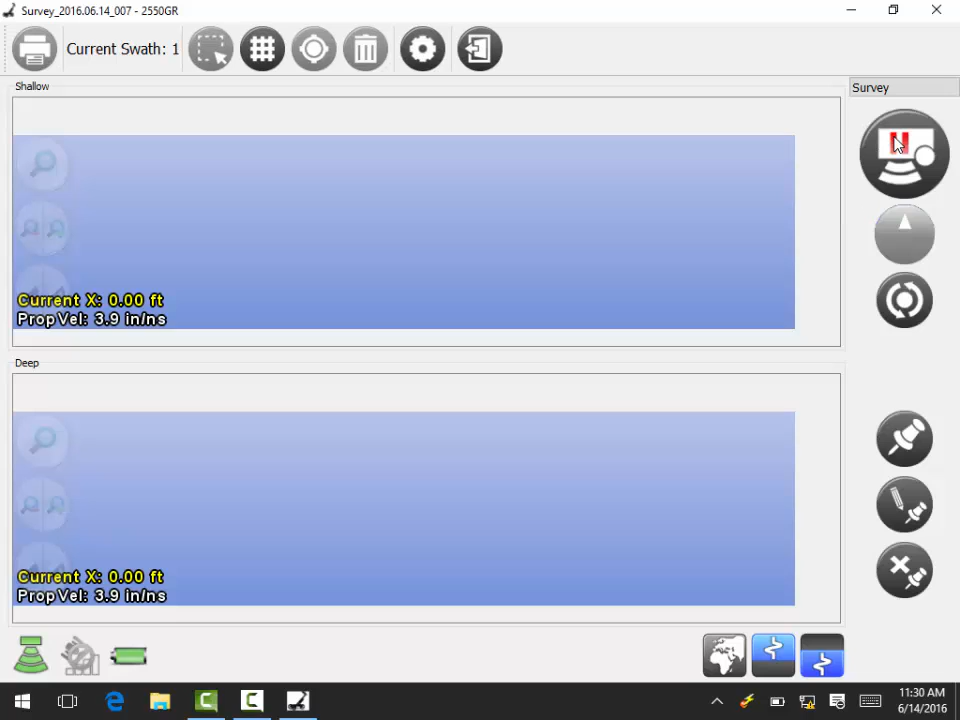 Survey_2016.06.14_007 - 2550GR
Current Swath: 1
Shallow
Survey
Current X: 0.00 ft
Prop Vel: 3.9 in/ns
Deep
Current X: 0.00 ft
Prop Vel: 3.9 in/ns
11:30 AM
6/14/2016